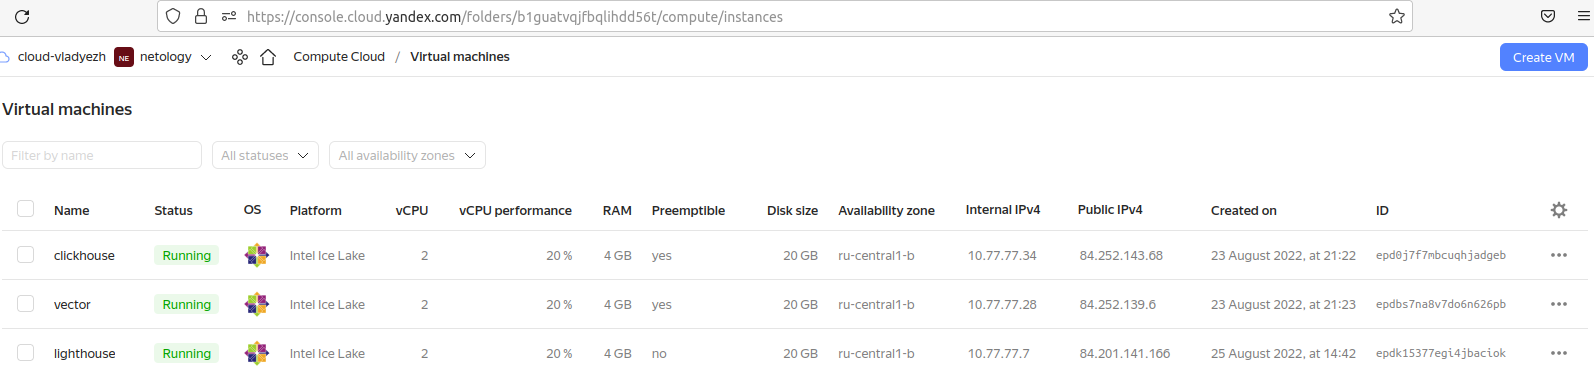 https://console.cloud.yandex.com/folders/b1guatvqjfbqlihdd56t/compute/instances
cloud-vladyezh NE netology Compute Cloud / Virtual machines Create VM
Virtual machines
Filter by name All statuses All availability zones
Name Status OS Platform vCPU vCPU performance RAM Preemptible Disk size Availability zone Internal IPv4 Public IPv4 Created on ID
clickhouse Running Intel Ice Lake 2 20 % 4 GB yes 20 GB ru-central1-b 10.77.77.34 84.252.143.68 23 August 2022, at 21:22 epd0j7f7mbcuqhjadgeb
vector Running Intel Ice Lake 2 20 % 4 GB yes 20 GB ru-central1-b 10.77.77.28 84.252.139.6 23 August 2022, at 21:23 epdbs7na8v7do6n626pb
lighthouse Running Intel Ice Lake 2 20 % 4 GB no 20 GB ru-central1-b 10.77.77.7 84.201.141.166 25 August 2022, at 14:42 epdk15377egi4jbaciok